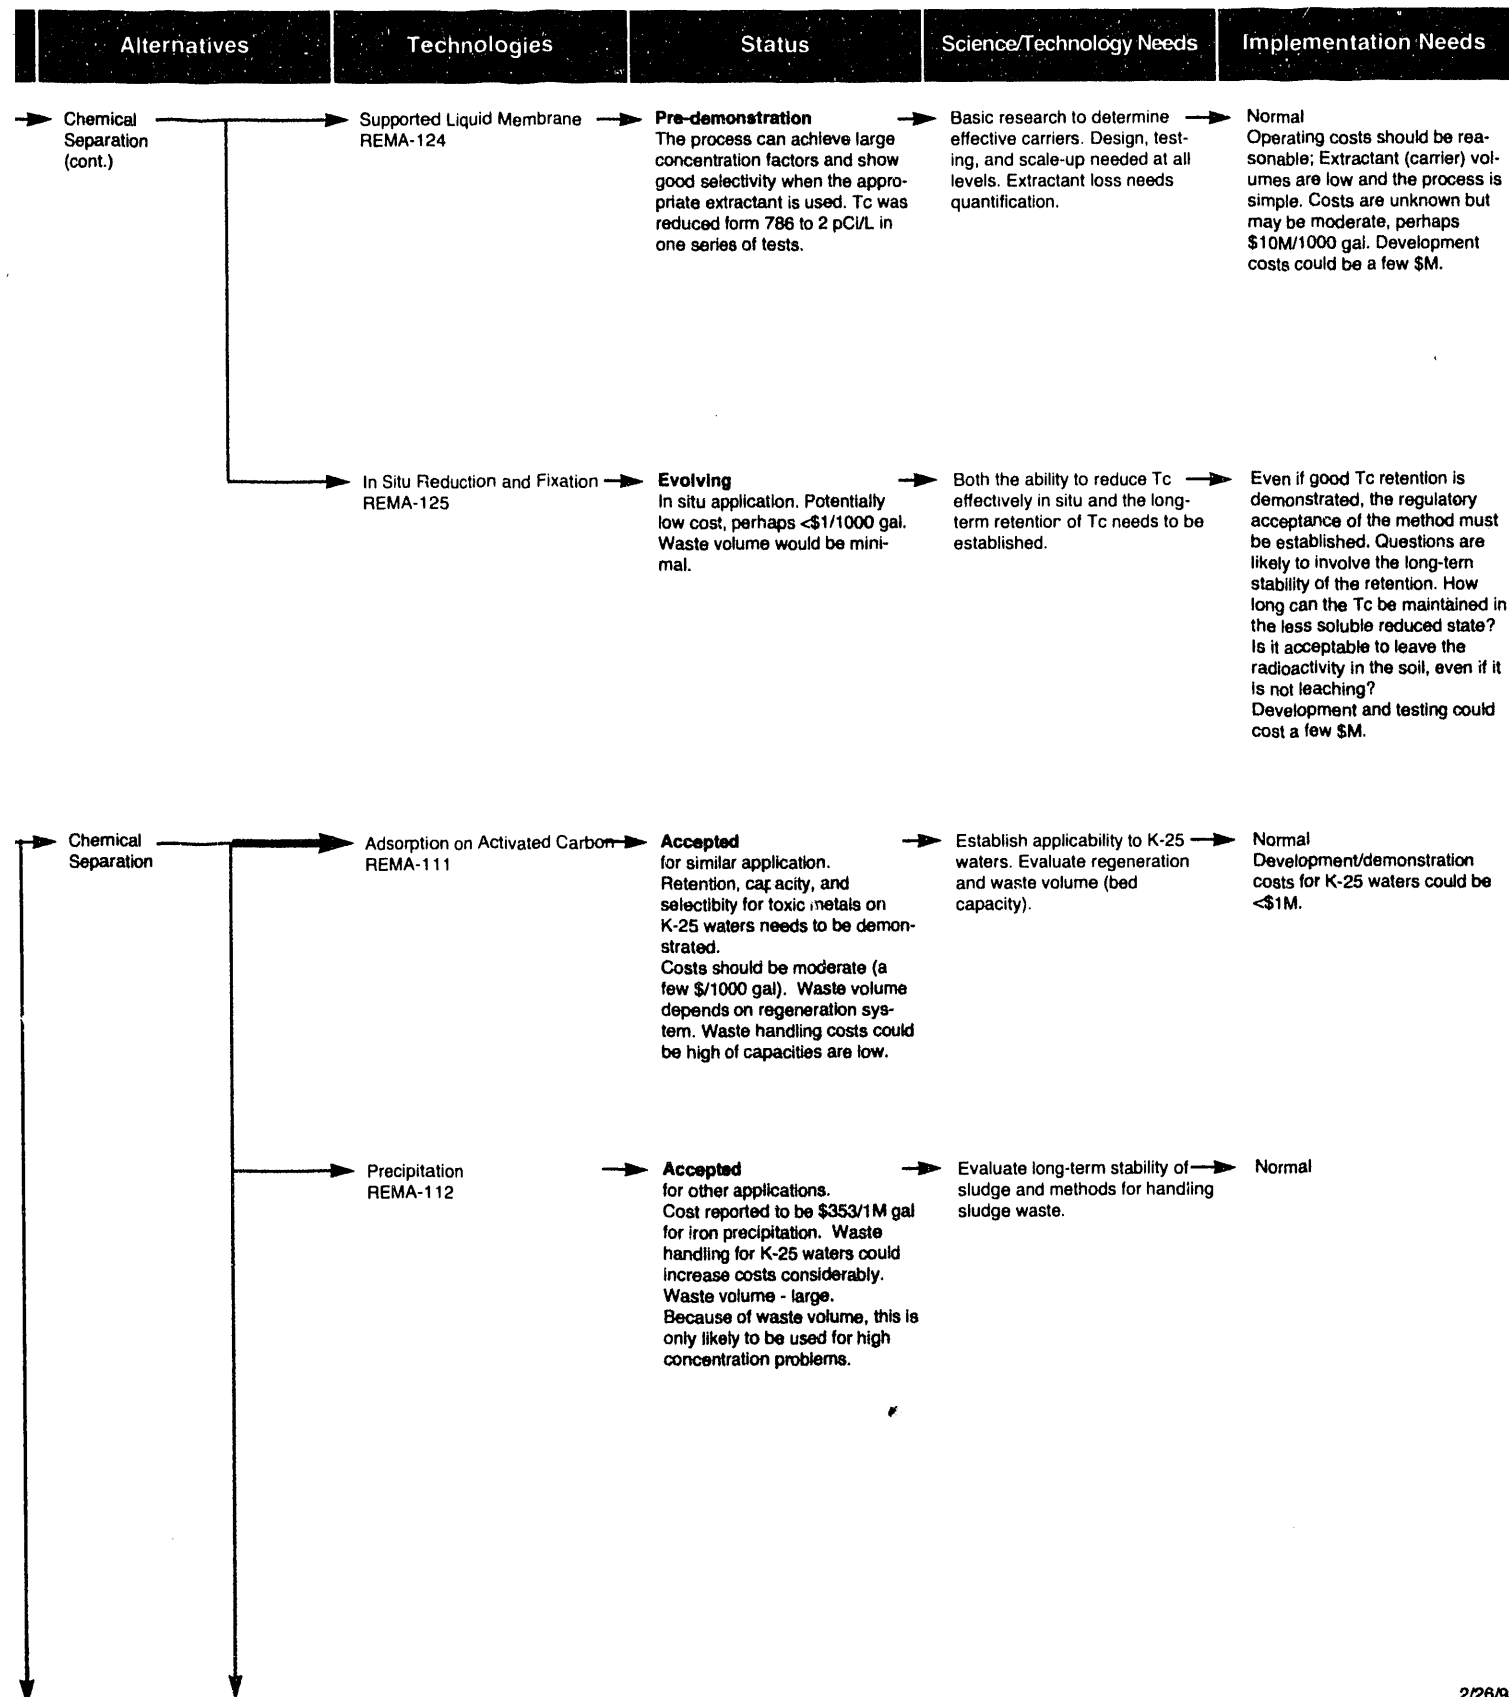 Alternatives
Technologies
Status
Science/Technology Needs
Implementation Needs
Chemical
Separation
(cont.)
Supported Liquid Membrane
REMA-124
Pre-demonstration
The process can achieve large
concentration factors and show
good selectivity when the appro-
priate extractant is used. Tc was
reduced form 786 to 2 pCi/L in
one series of tests.
Basic research to determine
effective carriers. Design, test-
ing, and scale-up needed at all
levels. Extractant loss needs
quantification.
Normal
Operating costs should be rea-
sonable; Extractant (carrier) vol-
umes are low and the process is
simple. Costs are unknown but
may be moderate, perhaps
$10M/1000 gal. Development
costs could be a few $M.
In Situ Reduction and Fixation
REMA-125
Evolving
In situ application. Potentially
low cost, perhaps <$1/1000 gal.
Waste volume would be mini-
mal.
Both the ability to reduce Tc
effectively in situ and the long-
term retention of Tc needs to be
established.
Even if good Tc retention is
demonstrated, the regulatory
acceptance of the method must
be established. Questions are
likely to involve the long-tern
stability of the retention. How
long can the Tc be maintained in
the less soluble reduced state?
Is it acceptable to leave the
radioactivity in the soil, even if it
is not leaching?
Development and testing could
cost a few $M.
Chemical
Separation
Adsorption on Activated Carbon
REMA-111
Accepted
for similar application.
Retention, capacity, and
selectibity for toxic metals on
K-25 waters needs to be demon-
strated.
Costs should be moderate (a
few $/1000 gal). Waste volume
depends on regeneration sys-
tem. Waste handling costs could
be high of capacities are low.
Establish applicability to K-25
waters. Evaluate regeneration
and waste volume (bed
capacity).
Normal
Development/demonstration
costs for K-25 waters could be
<$1M.
Precipitation
REMA-112
Accepted
for other applications.
Cost reported to be $353/1M gal
for iron precipitation. Waste
handling for K-25 waters could
increase costs considerably.
Waste volume - large.
Because of waste volume, this is
only likely to be used for high
concentration problems.
Evaluate long-term stability of
sludge and methods for handling
sludge waste.
Normal
2/26/9